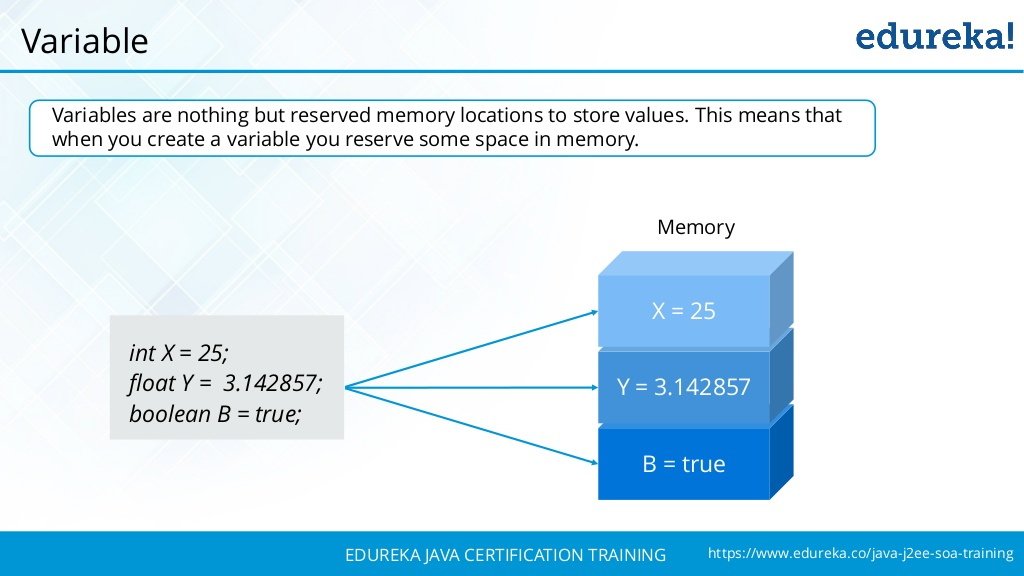 Variable
edureka!
Variables are nothing but reserved memory locations to store values. This means that
when you create a variable you reserve some space in memory.
Memory
X = 25
int X = 25;
float Y =  3.142857;
boolean B = true;
Y = 3.142857
B = true
EDUREKA JAVA CERTIFICATION TRAINING
https://www.edureka.co/java-j2ee-soa-training